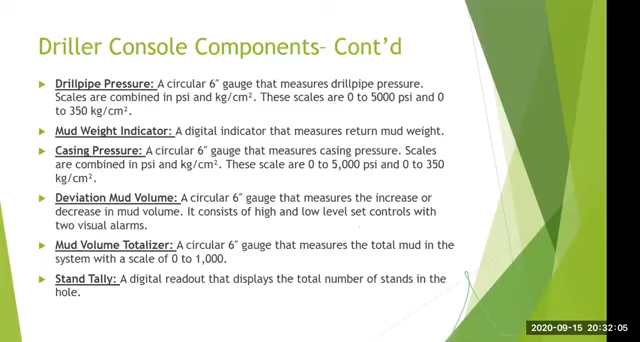 Driller Console Components– Cont’d
Drillpipe Pressure: A circular 6″ gauge that measures drillpipe pressure.
Scales are combined in psi and kg/cm². These scales are 0 to 5000 psi and 0
to 350 kg/cm².
Mud Weight Indicator: A digital indicator that measures return mud weight.
Casing Pressure: A circular 6″ gauge that measures casing pressure. Scales
are combined in psi and kg/cm². These scale are 0 to 5,000 psi and 0 to 350
kg/cm².
Deviation Mud Volume: A circular 6″ gauge that measures the increase or
decrease in mud volume. It consists of high and low level set controls with
two visual alarms.
Mud Volume Totalizer: A circular 6″ gauge that measures the total mud in the
system with a scale of 0 to 1,000.
Stand Tally: A digital readout that displays the total number of stands in the
hole.
2020-09-15 20:32:05